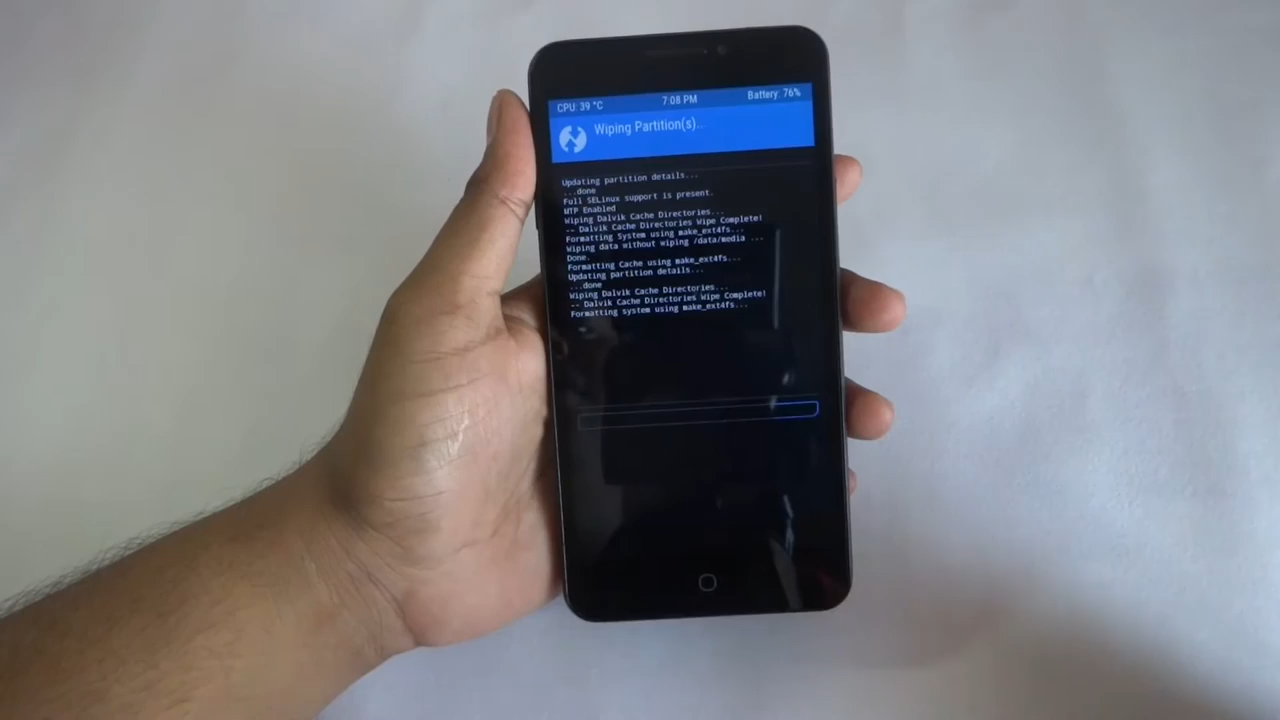 CPU: 39 °C 7:08 PM Battery: 76%
Wiping Partition(s)...
Updating partition details...
...done
Full SELinux support is present.
MTP Enabled
Wiping Dalvik Cache Directories...
-- Dalvik Cache Directories Wipe Complete!
Formatting System using make_ext4fs...
Wiping data without wiping /data/media ...
Done.
Formatting Cache using make_ext4fs...
Updating partition details...
...done
Wiping Dalvik Cache Directories...
-- Dalvik Cache Directories Wipe Complete!
Formatting system using make_ext4fs...